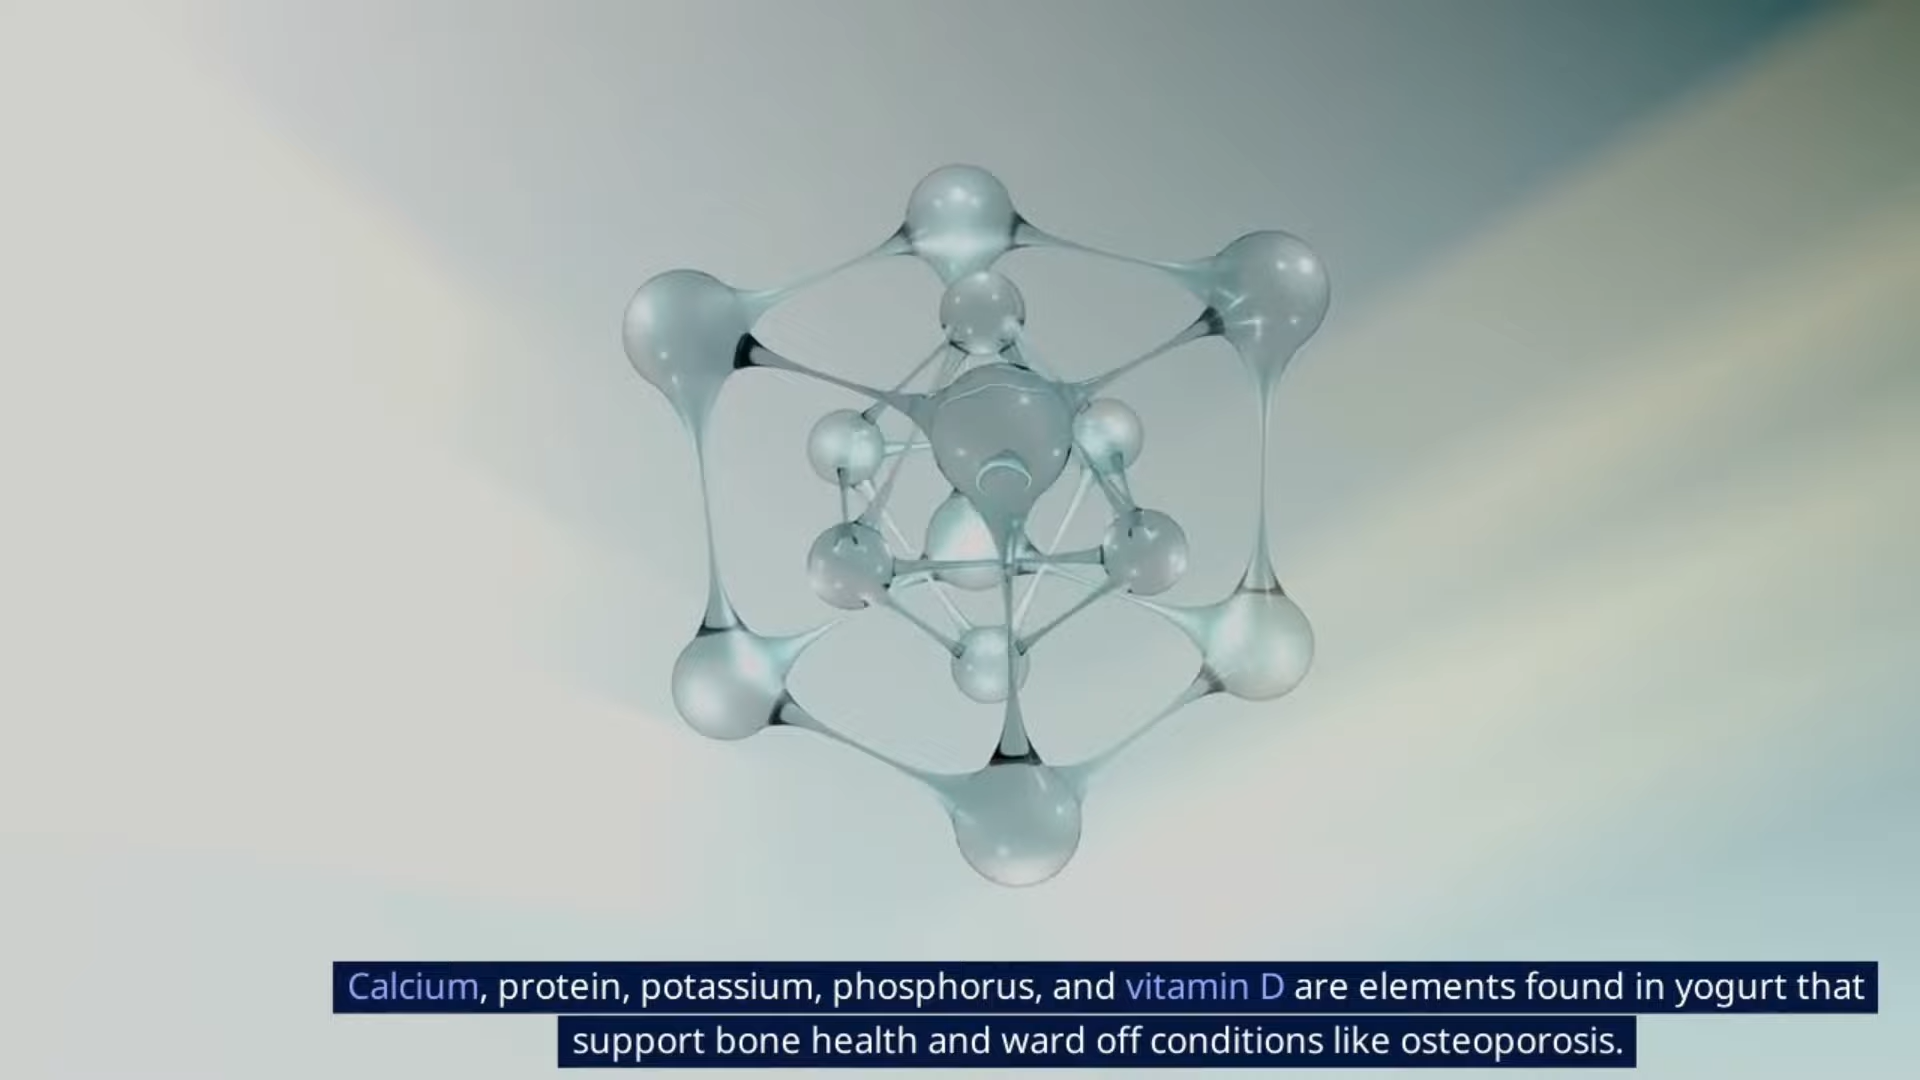 Calcium, protein, potassium, phosphorus, and vitamin D are elements found in yogurt that
support bone health and ward off conditions like osteoporosis.